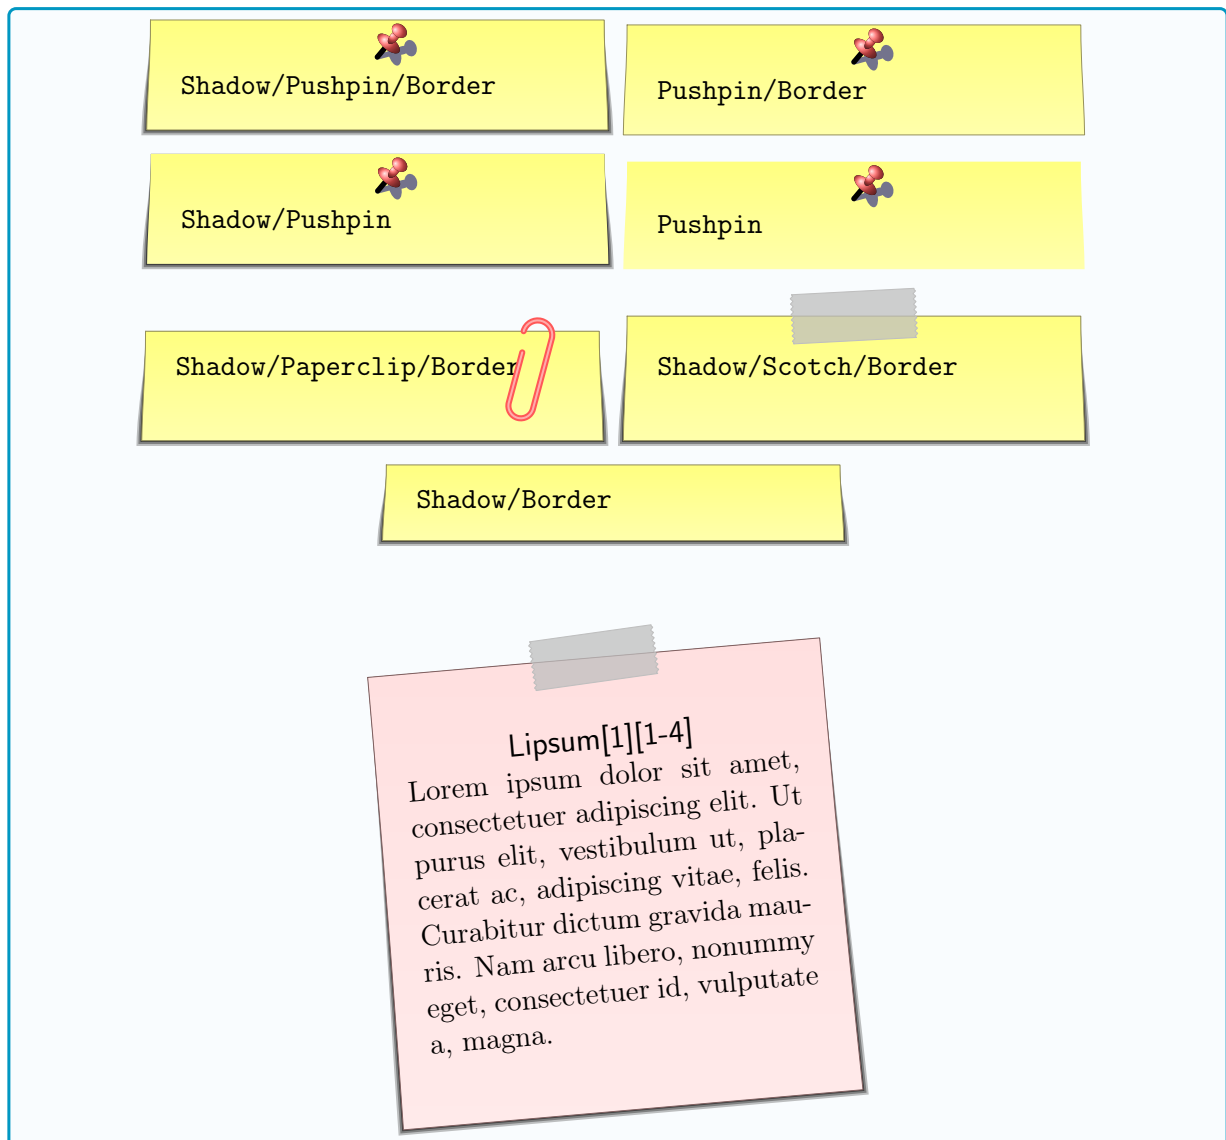 Shadow/Pushpin/Border
Pushpin/Border
Shadow/Pushpin
Pushpin
Shadow/Paperclip/Border
Shadow/Scotch/Border
Shadow/Border
Lipsum[1][1-4]
Lorem ipsum dolor sit amet,
consectetuer adipiscing elit. Ut
purus elit, vestibulum ut, pla-
cerat ac, adipiscing vitae, felis.
Curabitur dictum gravida mau-
ris. Nam arcu libero, nonummy
eget, consectetuer id, vulputate
a, magna.